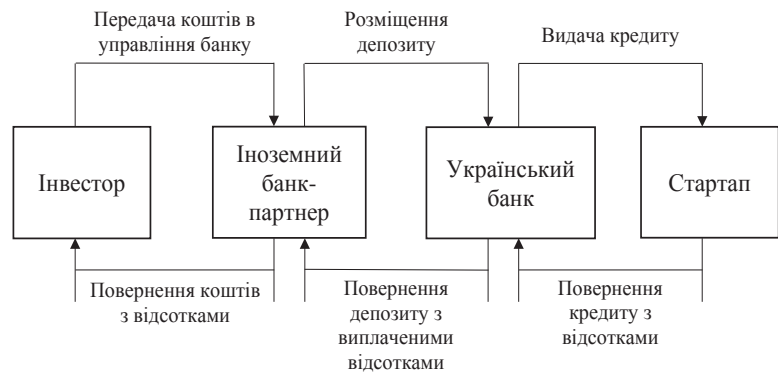 Передача коштів в
управління банку
Розміщення
депозиту
Видача кредиту
Інвестор
Іноземний
банк-
партнер
Український
банк
Стартап
Повернення коштів
з відсотками
Повернення
депозиту з
виплаченими
відсотками
Повернення
кредиту з
відсотками